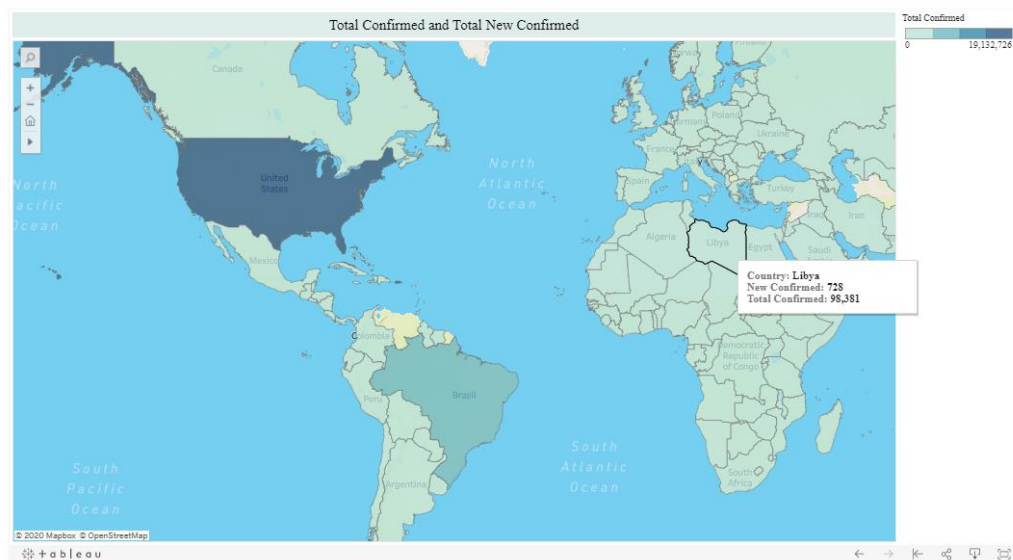 Total Confirmed and Total New Confirmed
Total Confirmed
0 19,132,726
Canada
United
States
Mexico
North
Atlantic
Ocean
North
Ocean
Colombia
Peru
Brazil
Argentina
South
Pacific
Ocean
South
Atlantic
Ocean
Norway
Poland
Ukraine
France
Spain
Turkey
Iraq
Iran
Algeria
Libya
Egypt
Saudi
Country: Libya
New Confirmed: 728
Total Confirmed: 98,381
Democratic
Republic
of Congo
South
Africa
© 2020 Mapbox © OpenStreetMap
+ableau